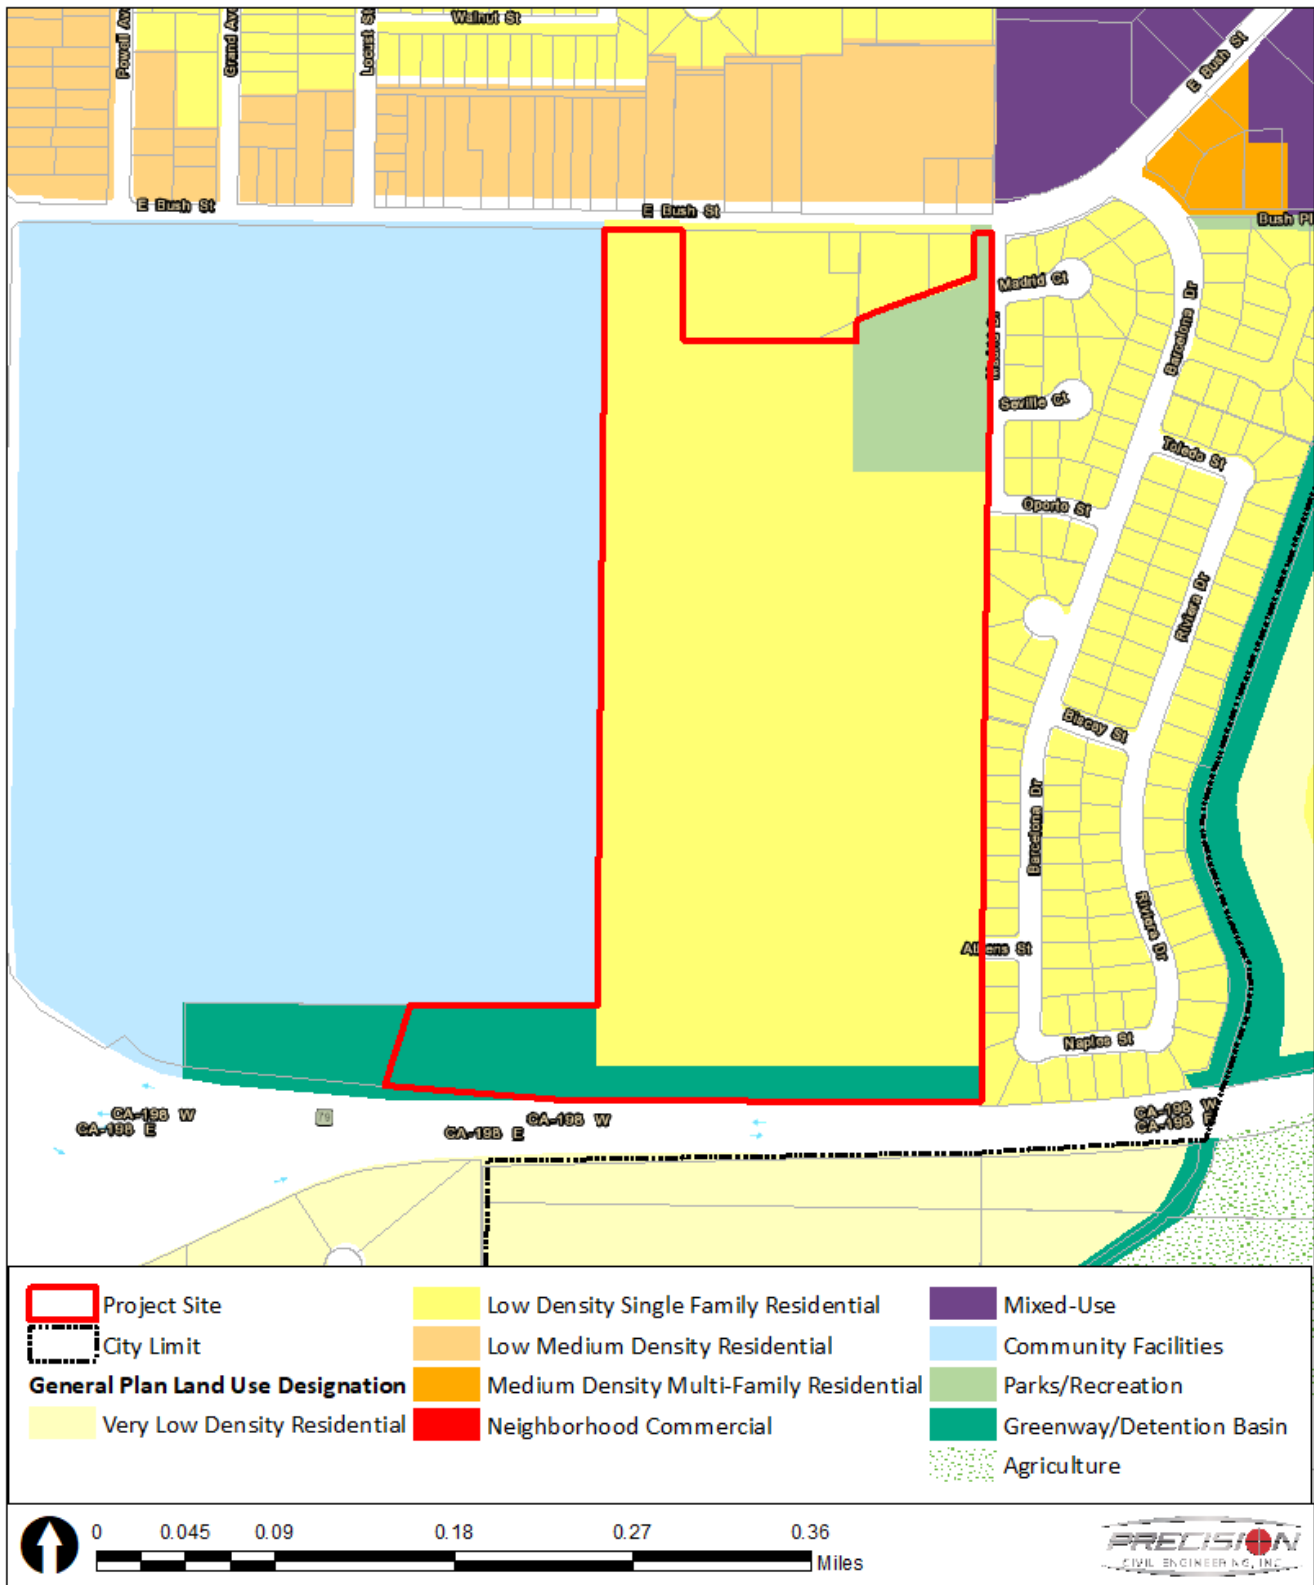 Walnut St
Powell Av
Grand Av
Locust St
E Bush St
E Bush St
E Bush St
Bush Pl
Madrid Ct
Barcelona Dr
Seville Ct
Toledo St
Oporto St
Riviera Dr
Biscay St
Barcelona Dr
Riviera Dr
Athens St
Naples St
CA-198 W
CA-198 E
79
CA-198 W
CA-198 E
CA-198 W
CA-198 E
Project Site
City Limit
General Plan Land Use Designation
Very Low Density Residential
Low Density Single Family Residential
Low Medium Density Residential
Medium Density Multi-Family Residential
Neighborhood Commercial
Mixed-Use
Community Facilities
Parks/Recreation
Greenway/Detention Basin
Agriculture
0 0.045 0.09 0.18 0.27 0.36
Miles
PRECISION
CIVIL ENGINEERING, INC.